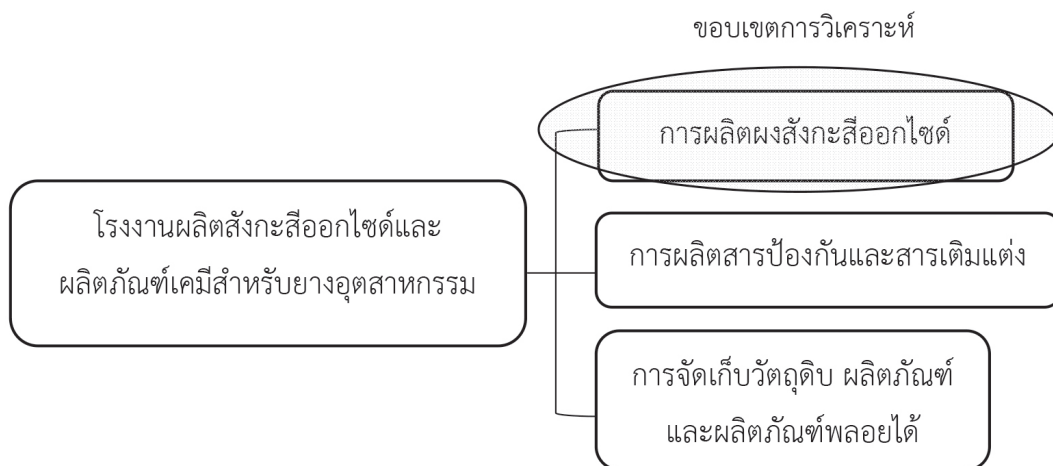 ขอบเขตการวิเคราะห์
การผลิตผงสังกะสีออกไซด์
โรงงานผลิตสังกะสีออกไซด์และ
ผลิตภัณฑ์เคมีสำหรับยางอุตสาหกรรม
การผลิตสารป้องกันและสารเติมแต่ง
การจัดเก็บวัตถุดิบ ผลิตภัณฑ์
และผลิตภัณฑ์พลอยได้